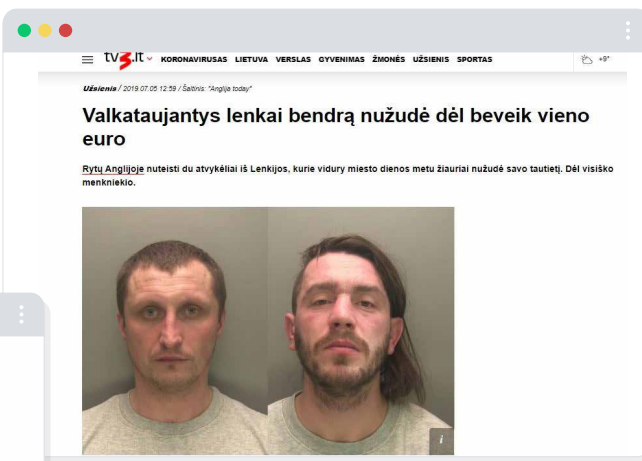 tv3.lt KORONAVIRUSAS LIETUVA VERSLAS GYVENIMAS ŽMONĖS UŽSIENIS SPORTAS +9°
Užsienis / 2019.07.05 12:59 / Šaltinis: "Anglija today"
Valkataujantys lenkai bendrą nužudė dėl beveik vieno
euro
Rytų Anglijoje nuteisti du atvykėliai iš Lenkijos, kurie vidury miesto dienos metu žiauriai nužudė savo tautietį. Dėl visiško
menkniekio.
i